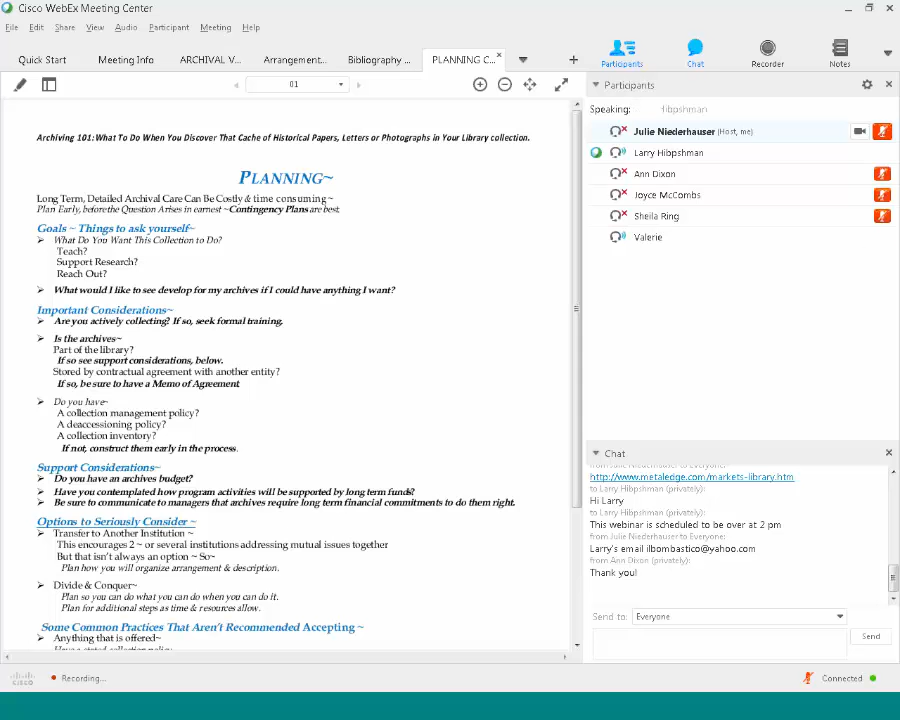 Cisco WebEx Meeting Center
File Edit Share View Audio Participant Meeting Help
Quick Start Meeting Info ARCHIVAL V... Arrangement... Bibliography ... PLANNING C...
Participants Chat Recorder Notes
01
Archiving 101: What To Do When You Discover That Cache of Historical Papers, Letters or Photographs in Your Library collection.
PLANNING~
Long Term, Detailed Archival Care Can Be Costly & time consuming ~
Plan Early, before the Question Arises in earnest ~Contingency Plans are best.
Goals ~ Things to ask yourself~
What Do You Want This Collection to Do?
Teach?
Support Research?
Reach Out?
What would I like to see develop for my archives if I could have anything I want?
Important Considerations~
Are you actively collecting? If so, seek formal training.
Is the archives~
Part of the library?
If so see support considerations, below.
Stored by contractual agreement with another entity?
If so, be sure to have a Memo of Agreement.
Do you have~
A collection management policy?
A deaccessioning policy?
A collection inventory?
If not, construct them early in the process.
Support Considerations~
Do you have an archives budget?
Have you contemplated how program activities will be supported by long term funds?
Be sure to communicate to managers that archives require long term financial commitments to do them right.
Options to Seriously Consider ~
Transfer to Another Institution ~
This encourages 2 ~ or several institutions addressing mutual issues together
But that isn't always an option ~ So~
Plan how you will organize arrangement & description.
Divide & Conquer~
Plan so you can do what you can do when you can do it.
Plan for additional steps as time & resources allow.
Some Common Practices That Aren't Recommended Accepting ~
Anything that is offered~
Have a stated collection policy
Participants
Speaking: Hibpshman
Julie Niederhauser (Host, me)
Larry Hibpshman
Ann Dixon
Joyce McCombs
Sheila Ring
Valerie
Chat
from Julie Niederhauser to Everyone:
http://www.metaledge.com/markets-library.htm
to Larry Hibpshman (privately):
Hi Larry
to Larry Hibpshman (privately):
This webinar is scheduled to be over at 2 pm
from Julie Niederhauser to Everyone:
Larry's email ilbombastico@yahoo.com
from Ann Dixon (privately):
Thank you!
Send to: Everyone
Send
CISCO Recording... Connected